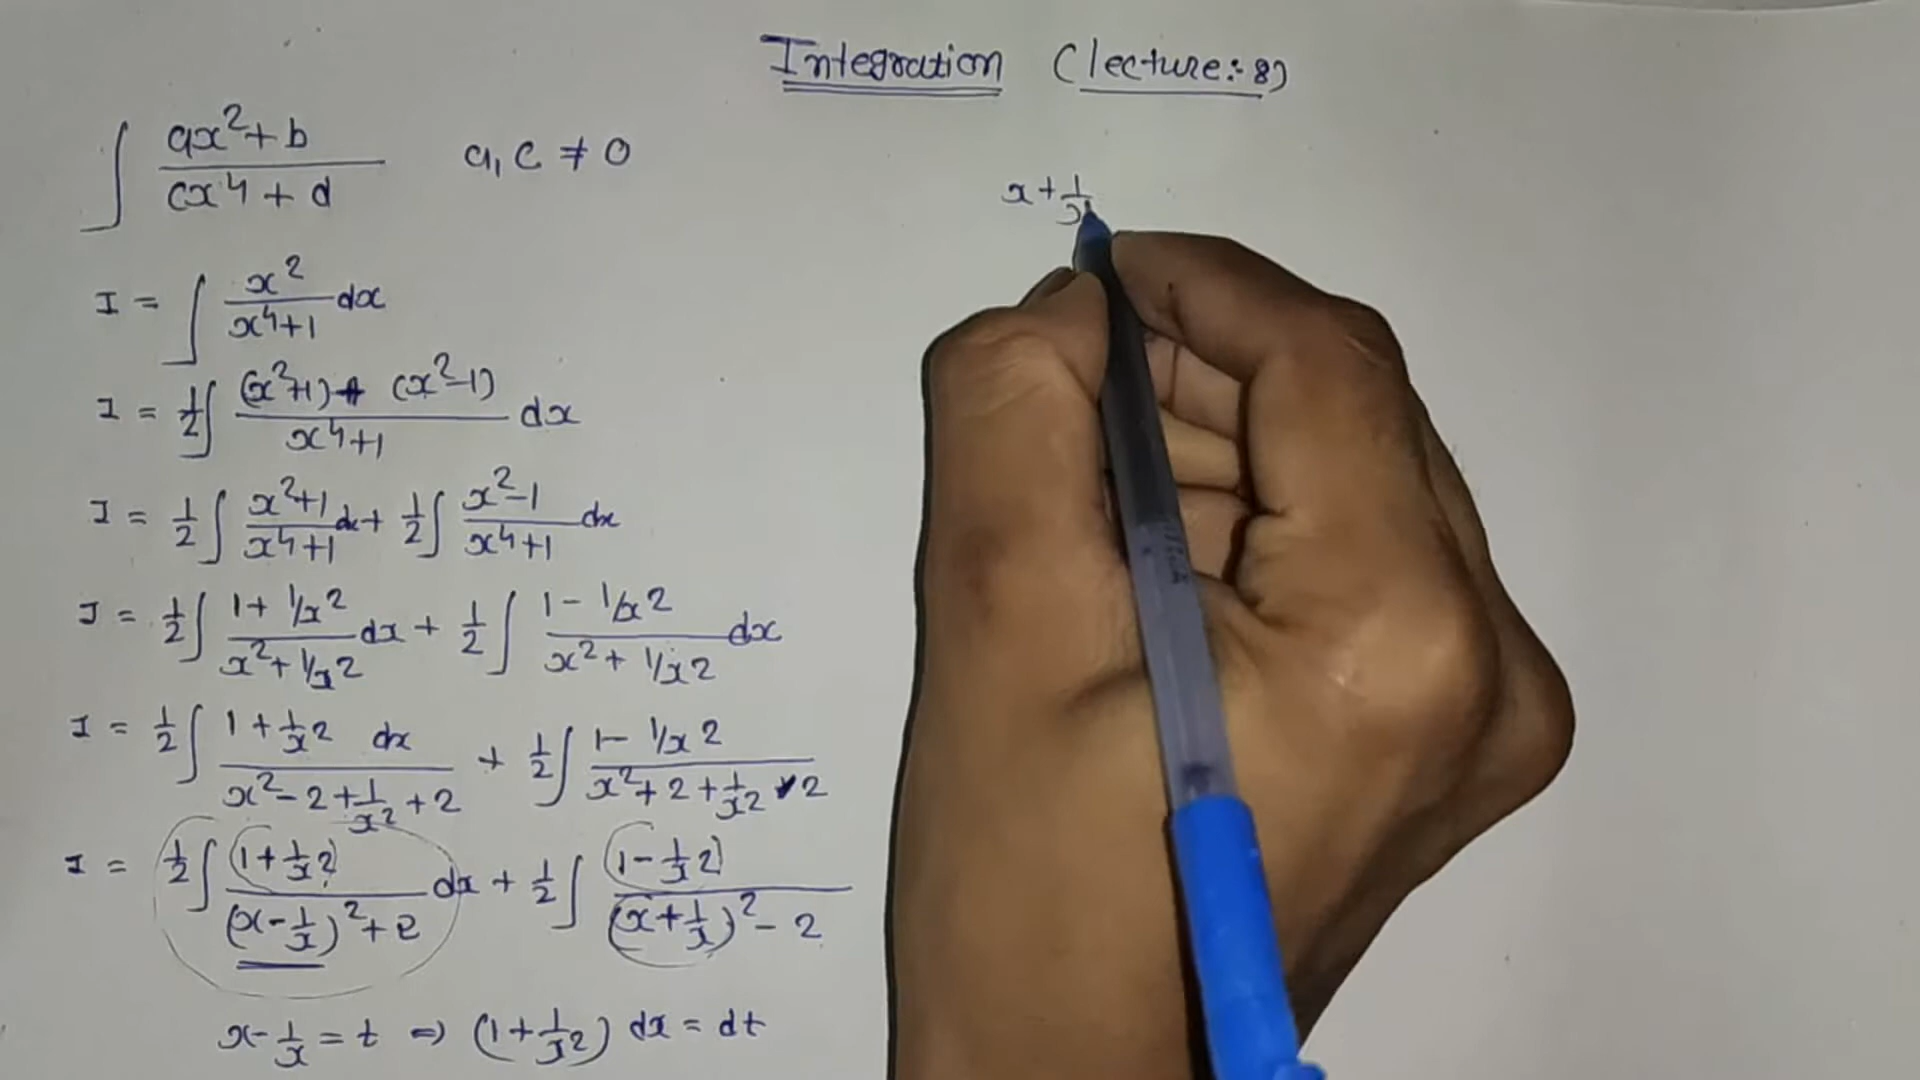 Integration (lecture:- 8)
∫ ax²+b / cx⁴+d   a, c ≠ 0
x + 1/x
I = ∫ x² / x⁴+1 dx
I = 1/2 ∫ (x²+1) + (x²-1) / x⁴+1 dx
I = 1/2 ∫ x²+1 / x⁴+1 dx + 1/2 ∫ x²-1 / x⁴+1 dx
I = 1/2 ∫ 1 + 1/x² / x² + 1/x² dx + 1/2 ∫ 1 - 1/x² / x² + 1/x² dx
I = 1/2 ∫ 1 + 1/x² dx / x² - 2 + 1/x² + 2 + 1/2 ∫ 1 - 1/x² / x² + 2 + 1/x² - 2
I = 1/2 ∫ (1 + 1/x²) / (x - 1/x)² + 2 dx + 1/2 ∫ (1 - 1/x²) / (x + 1/x)² - 2
x - 1/x = t ⇒ (1 + 1/x²) dx = dt